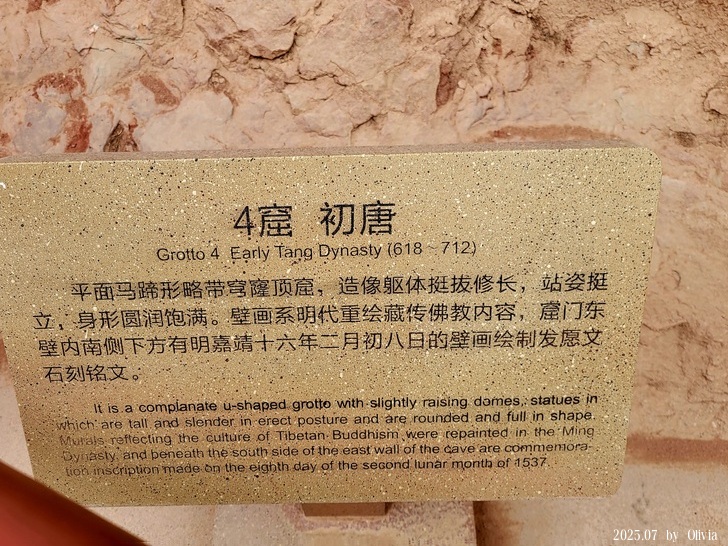 4窟 初唐
Grotto 4 Early Tang Dynasty (618~712)
平面马蹄形略带穹窿顶窟，造像躯体挺拔修长，站姿挺
立，身形圆润饱满。壁画系明代重绘藏传佛教内容，窟门东
壁内南侧下方有明嘉靖十六年二月初八日的壁画绘制发愿文
石刻铭文。
It is a complanate u-shaped grotto with slightly raising domes, statues in
which are tall and slender in erect posture and are rounded and full in shape.
Murals reflecting the culture of Tibetan Buddhism were repainted in the Ming
Dynasty, and beneath the south side of the east wall of the cave are commemora-
tion inscription made on the eighth day of the second lunar month of 1537.
2025.07 by Olivia